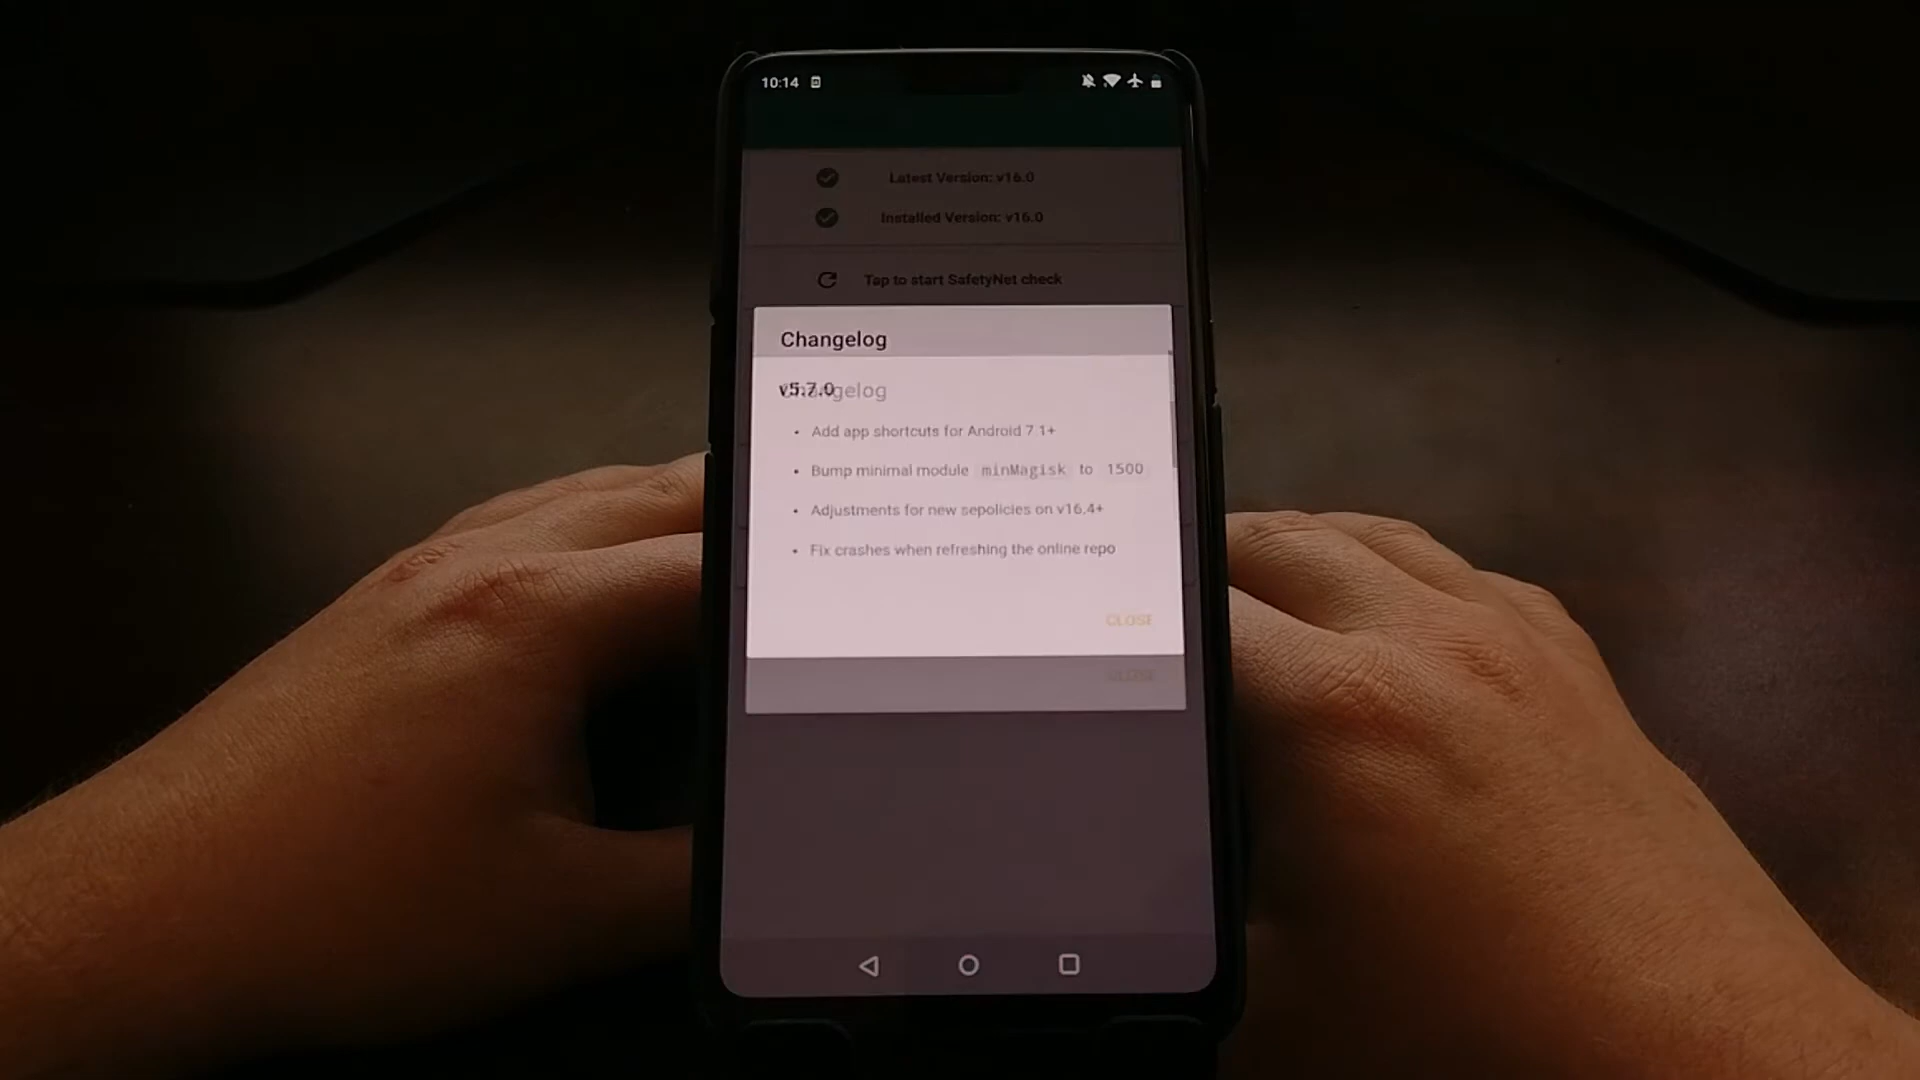 10:14
Latest Version: v16.0
Installed Version: v16.0
Tap to start SafetyNet check
Changelog
v5.7.0
Changelog
• Add app shortcuts for Android 7.1+
• Bump minimal module minMagisk to 1500
• Adjustments for new sepolicies on v16.4+
• Fix crashes when refreshing the online repo
CLOSE
CLOSE